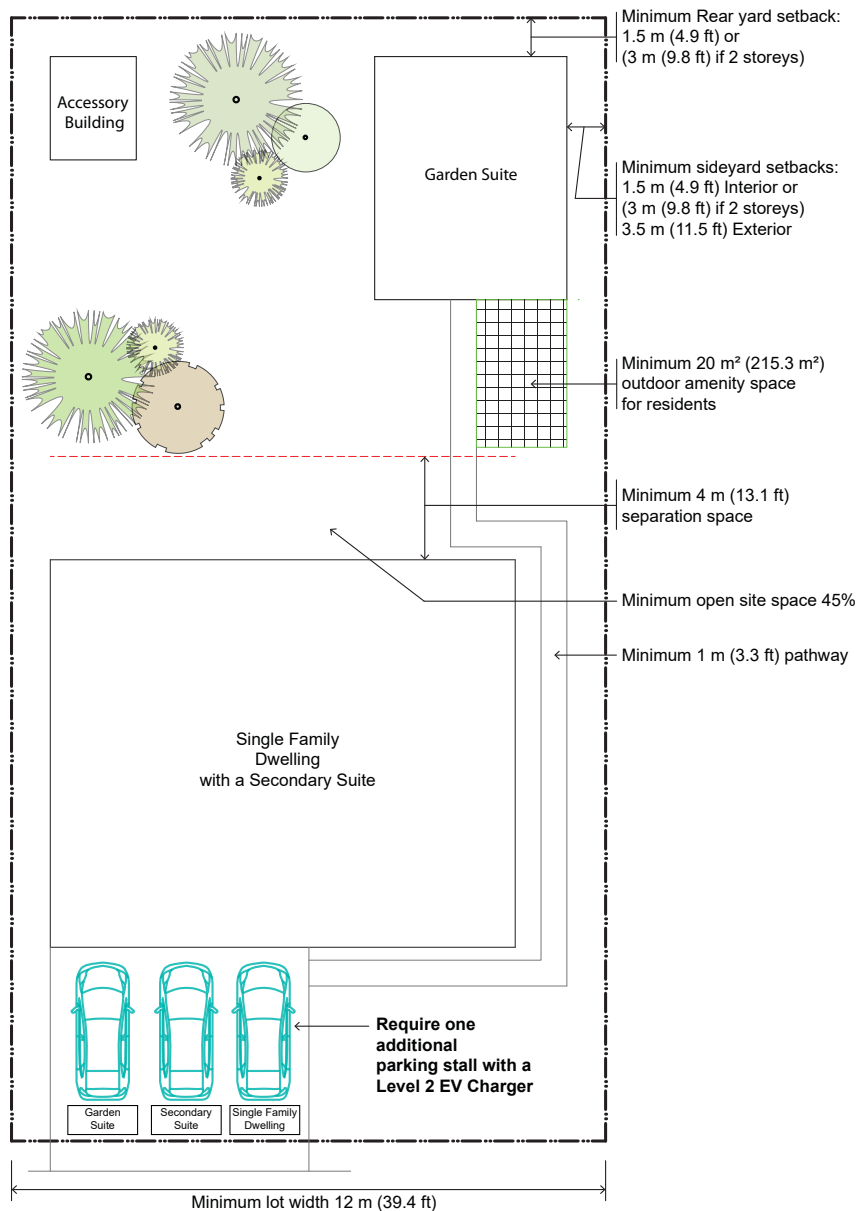 Minimum Rear yard setback:
1.5 m (4.9 ft) or
(3 m (9.8 ft) if 2 storeys)
Accessory
Building
Garden Suite
Minimum sideyard setbacks:
1.5 m (4.9 ft) Interior or
(3 m (9.8 ft) if 2 storeys)
3.5 m (11.5 ft) Exterior
Minimum 20 m² (215.3 m²)
outdoor amenity space
for residents
Minimum 4 m (13.1 ft)
separation space
Minimum open site space 45%
Minimum 1 m (3.3 ft) pathway
Single Family
Dwelling
with a Secondary Suite
Require one
additional
parking stall with a
Level 2 EV Charger
Garden
Suite
Secondary
Suite
Single Family
Dwelling
Minimum lot width 12 m (39.4 ft)